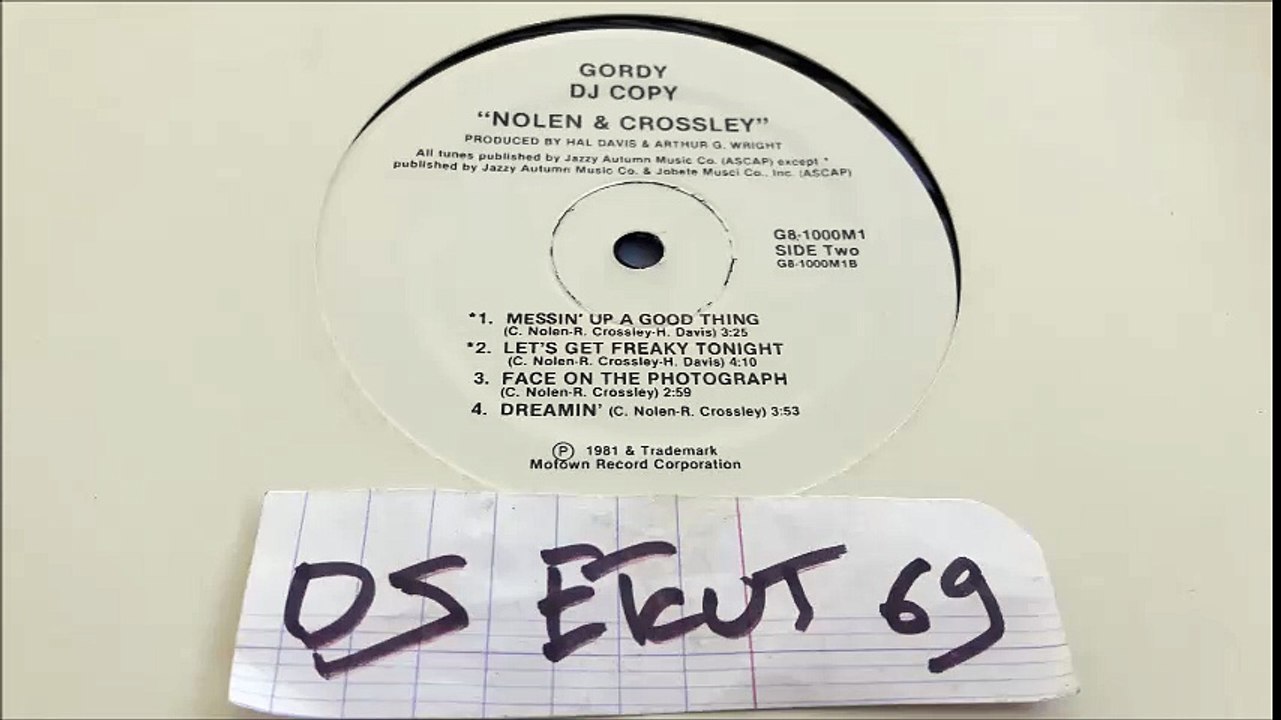 GORDY
DJ COPY
“NOLEN & CROSSLEY”
PRODUCED BY HAL DAVIS & ARTHUR G. WRIGHT
All tunes published by Jazzy Autumn Music Co. (ASCAP) except *
published by Jazzy Autumn Music Co. & Jobete Musci Co., Inc. (ASCAP)
G8-1000M1
SIDE Two
G8-1000M1B
*1. MESSIN' UP A GOOD THING
(C. Nolen-R. Crossley-H. Davis) 3:25
*2. LET'S GET FREAKY TONIGHT
(C. Nolen-R. Crossley-H. Davis) 4:10
3. FACE ON THE PHOTOGRAPH
(C. Nolen-R. Crossley) 2:59
4. DREAMIN' (C. Nolen-R. Crossley) 3:53
Ⓟ 1981 & Trademark
Motown Record Corporation
69